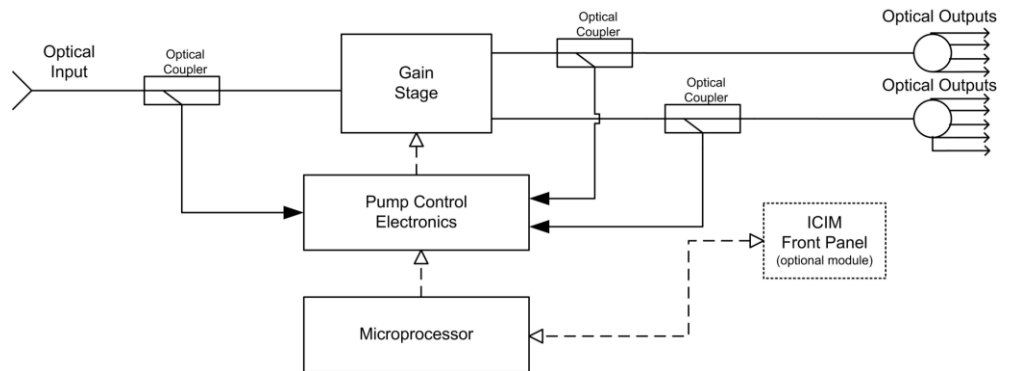 Optical Outputs
Optical
Coupler
Optical
Input
Optical
Coupler
Gain
Stage
Optical
Coupler
Optical Outputs
Pump Control
Electronics
ICIM
Front Panel
(optional module)
Microprocessor